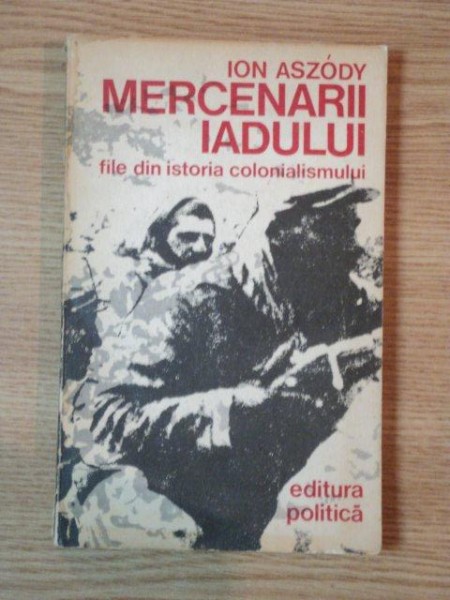 ION ASZÓDY
MERCENARII
IADULUI
file din istoria colonialismului
editura
politică